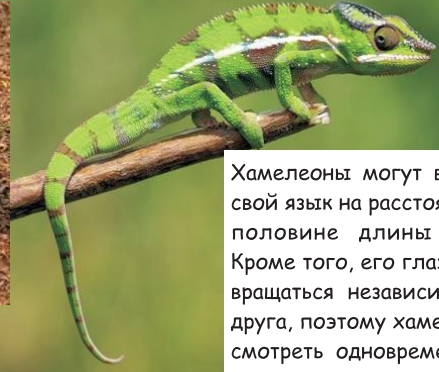 Хамелеоны могут
свой язык на
половине длины
Кроме того, его
вращаться
друга, поэтому
смотреть